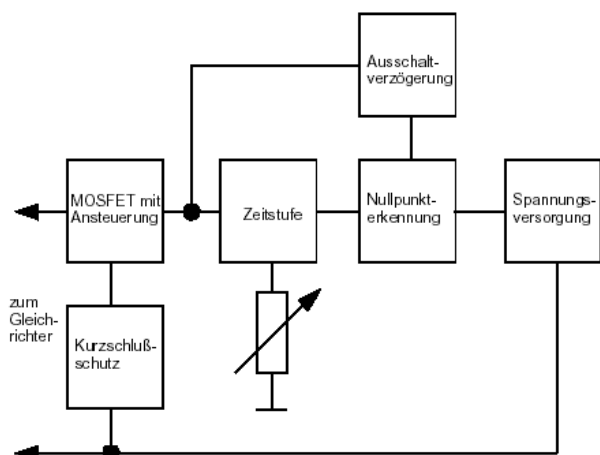 Ausschalt-
verzögerung
MOSFET mit
Ansteuerung
Zeitstufe
Nullpunkt-
erkennung
Spannungs-
versorgung
zum
Gleich-
richter
Kurzschluß-
schutz